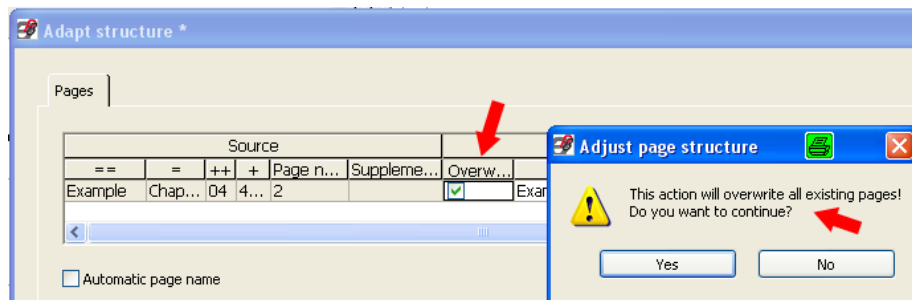 Adapt structure *
Pages
Source
== = ++ + Page n... Suppleme... Overw...
Example Chap... 04 4... 2 Exar
Automatic page name
Adjust page structure
This action will overwrite all existing pages!
Do you want to continue?
Yes No